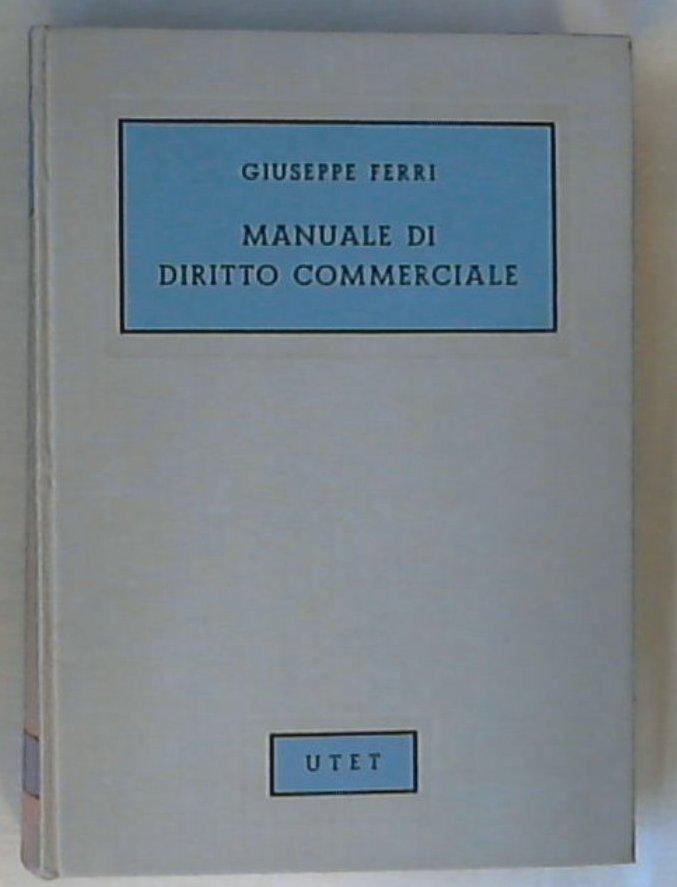 GIUSEPPE FERRI
MANUALE DI
DIRITTO COMMERCIALE
UTET